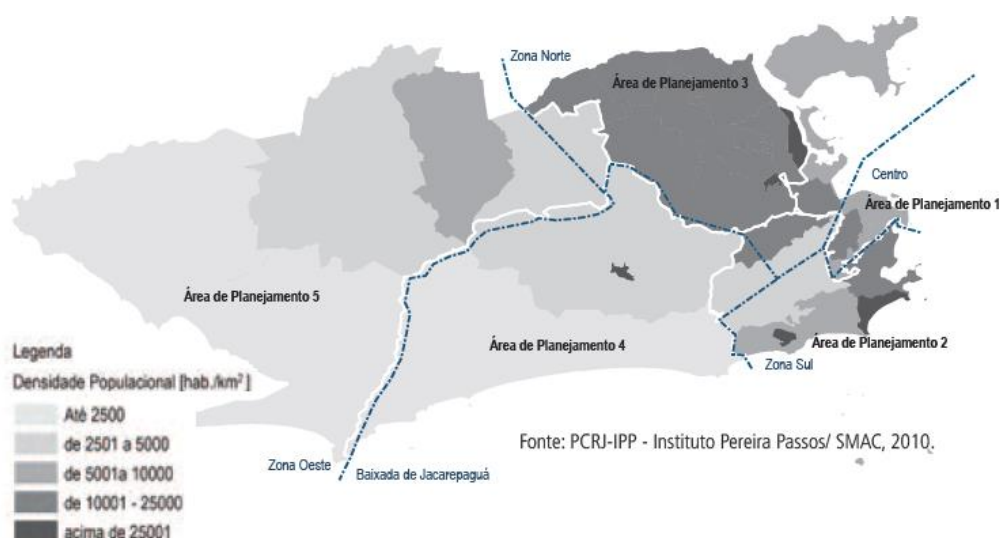 Zona Norte
Área de Planejamento 3
Centro
Área de Planejamento 1
Área de Planejamento 5
Área de Planejamento 4
Área de Planejamento 2
Zona Sul
Legenda
Densidade Populacional [hab./km²]
Até 2500
de 2501 a 5000
de 5001a 10000
de 10001 - 25000
acima de 25001
Fonte: PCRJ-IPP - Instituto Pereira Passos/ SMAC, 2010.
Zona Oeste
Baixada de Jacarepaguá